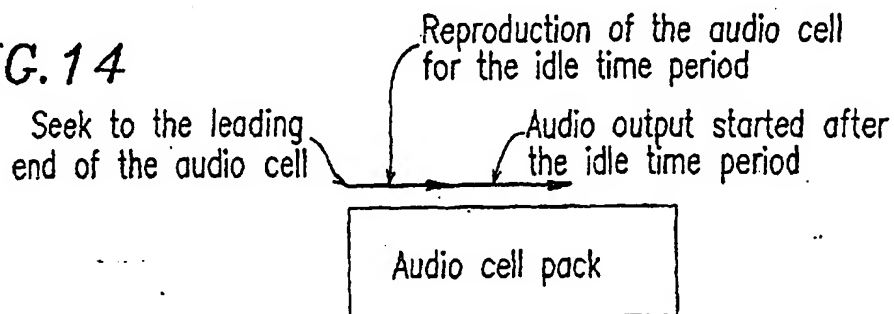 G.14
Reproduction of the audio cell
for the idle time period
Seek to the leading
end of the audio cell
Audio output started after
the idle time period
Audio cell pack